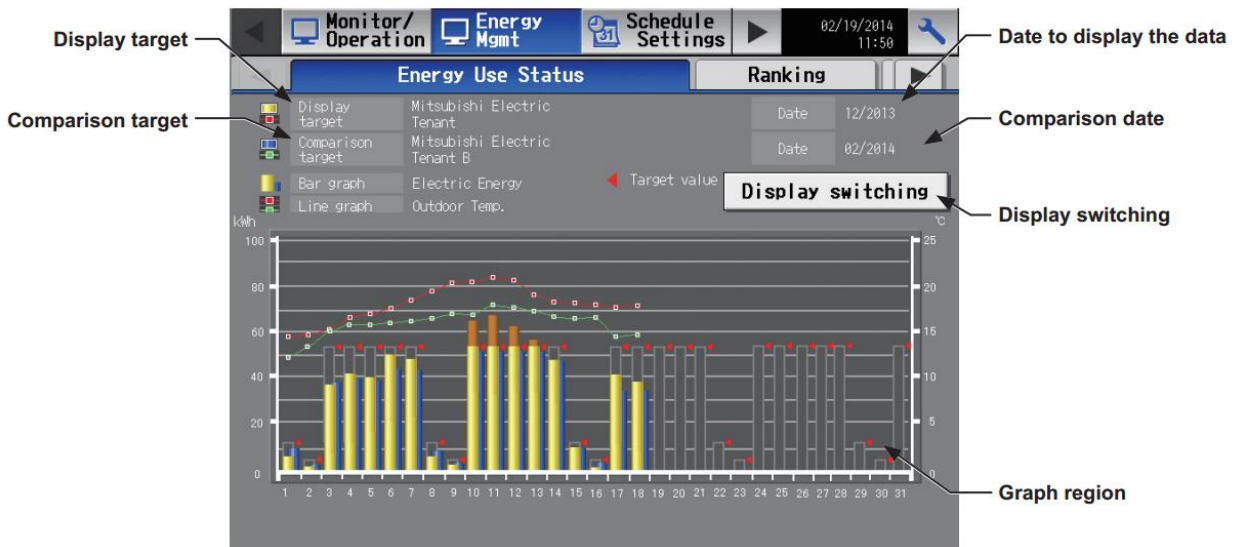 Monitor/ Operation
Energy Mgmt
Schedule Settings
31
02/19/2014
11:50
Display target
Date to display the data
Energy Use Status
Ranking
Display target
Mitsubishi Electric Tenant
Date
12/2013
Comparison target
Comparison date
Comparison target
Mitsubishi Electric Tenant B
Date
02/2014
Bar graph
Electric Energy
Target value
Display switching
Line graph
Outdoor Temp.
Display switching
kWh
℃
100
25
80
20
60
15
40
10
20
5
0
0
1 2 3 4 5 6 7 8 9 10 11 12 13 14 15 16 17 18 19 20 21 22 23 24 25 26 27 28 29 30 31
Graph region